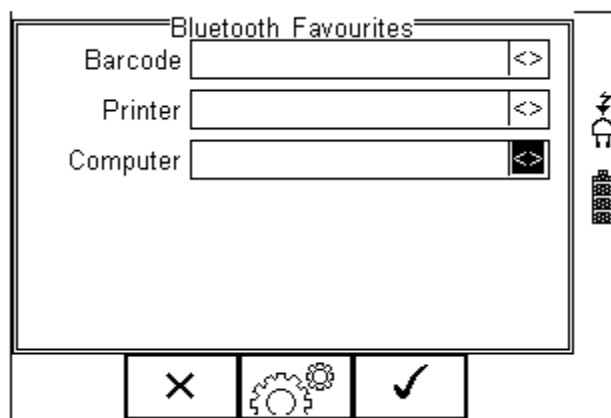 Bluetooth Favourites
Barcode <>
Printer <>
Computer <>